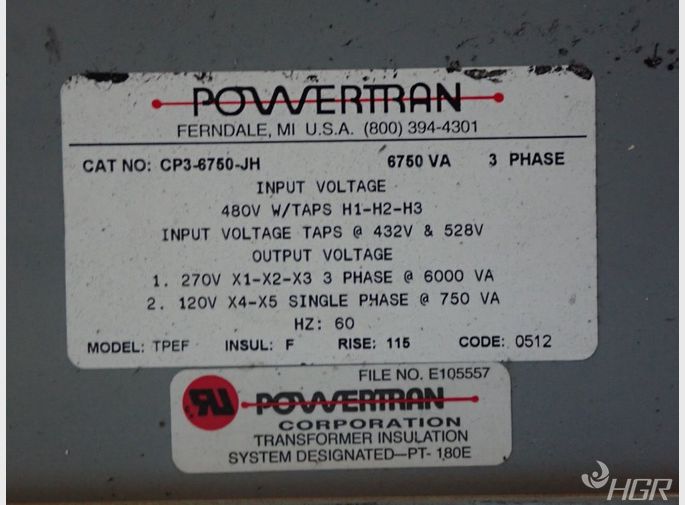 POWERTRAN
FERNDALE, MI U.S.A. (800) 394-4301
CAT NO: CP3-6750-JH 6750 VA 3 PHASE
INPUT VOLTAGE
480V W/TAPS H1-H2-H3
INPUT VOLTAGE TAPS @ 432V & 528V
OUTPUT VOLTAGE
1. 270V X1-X2-X3 3 PHASE @ 6000 VA
2. 120V X4-X5 SINGLE PHASE @ 750 VA
HZ: 60
MODEL: TPEF INSUL: F RISE: 115 CODE: 0512
FILE NO. E105557
RU POWERTRAN
CORPORATION
TRANSFORMER INSULATION
SYSTEM DESIGNATED—PT- 180E
HGR